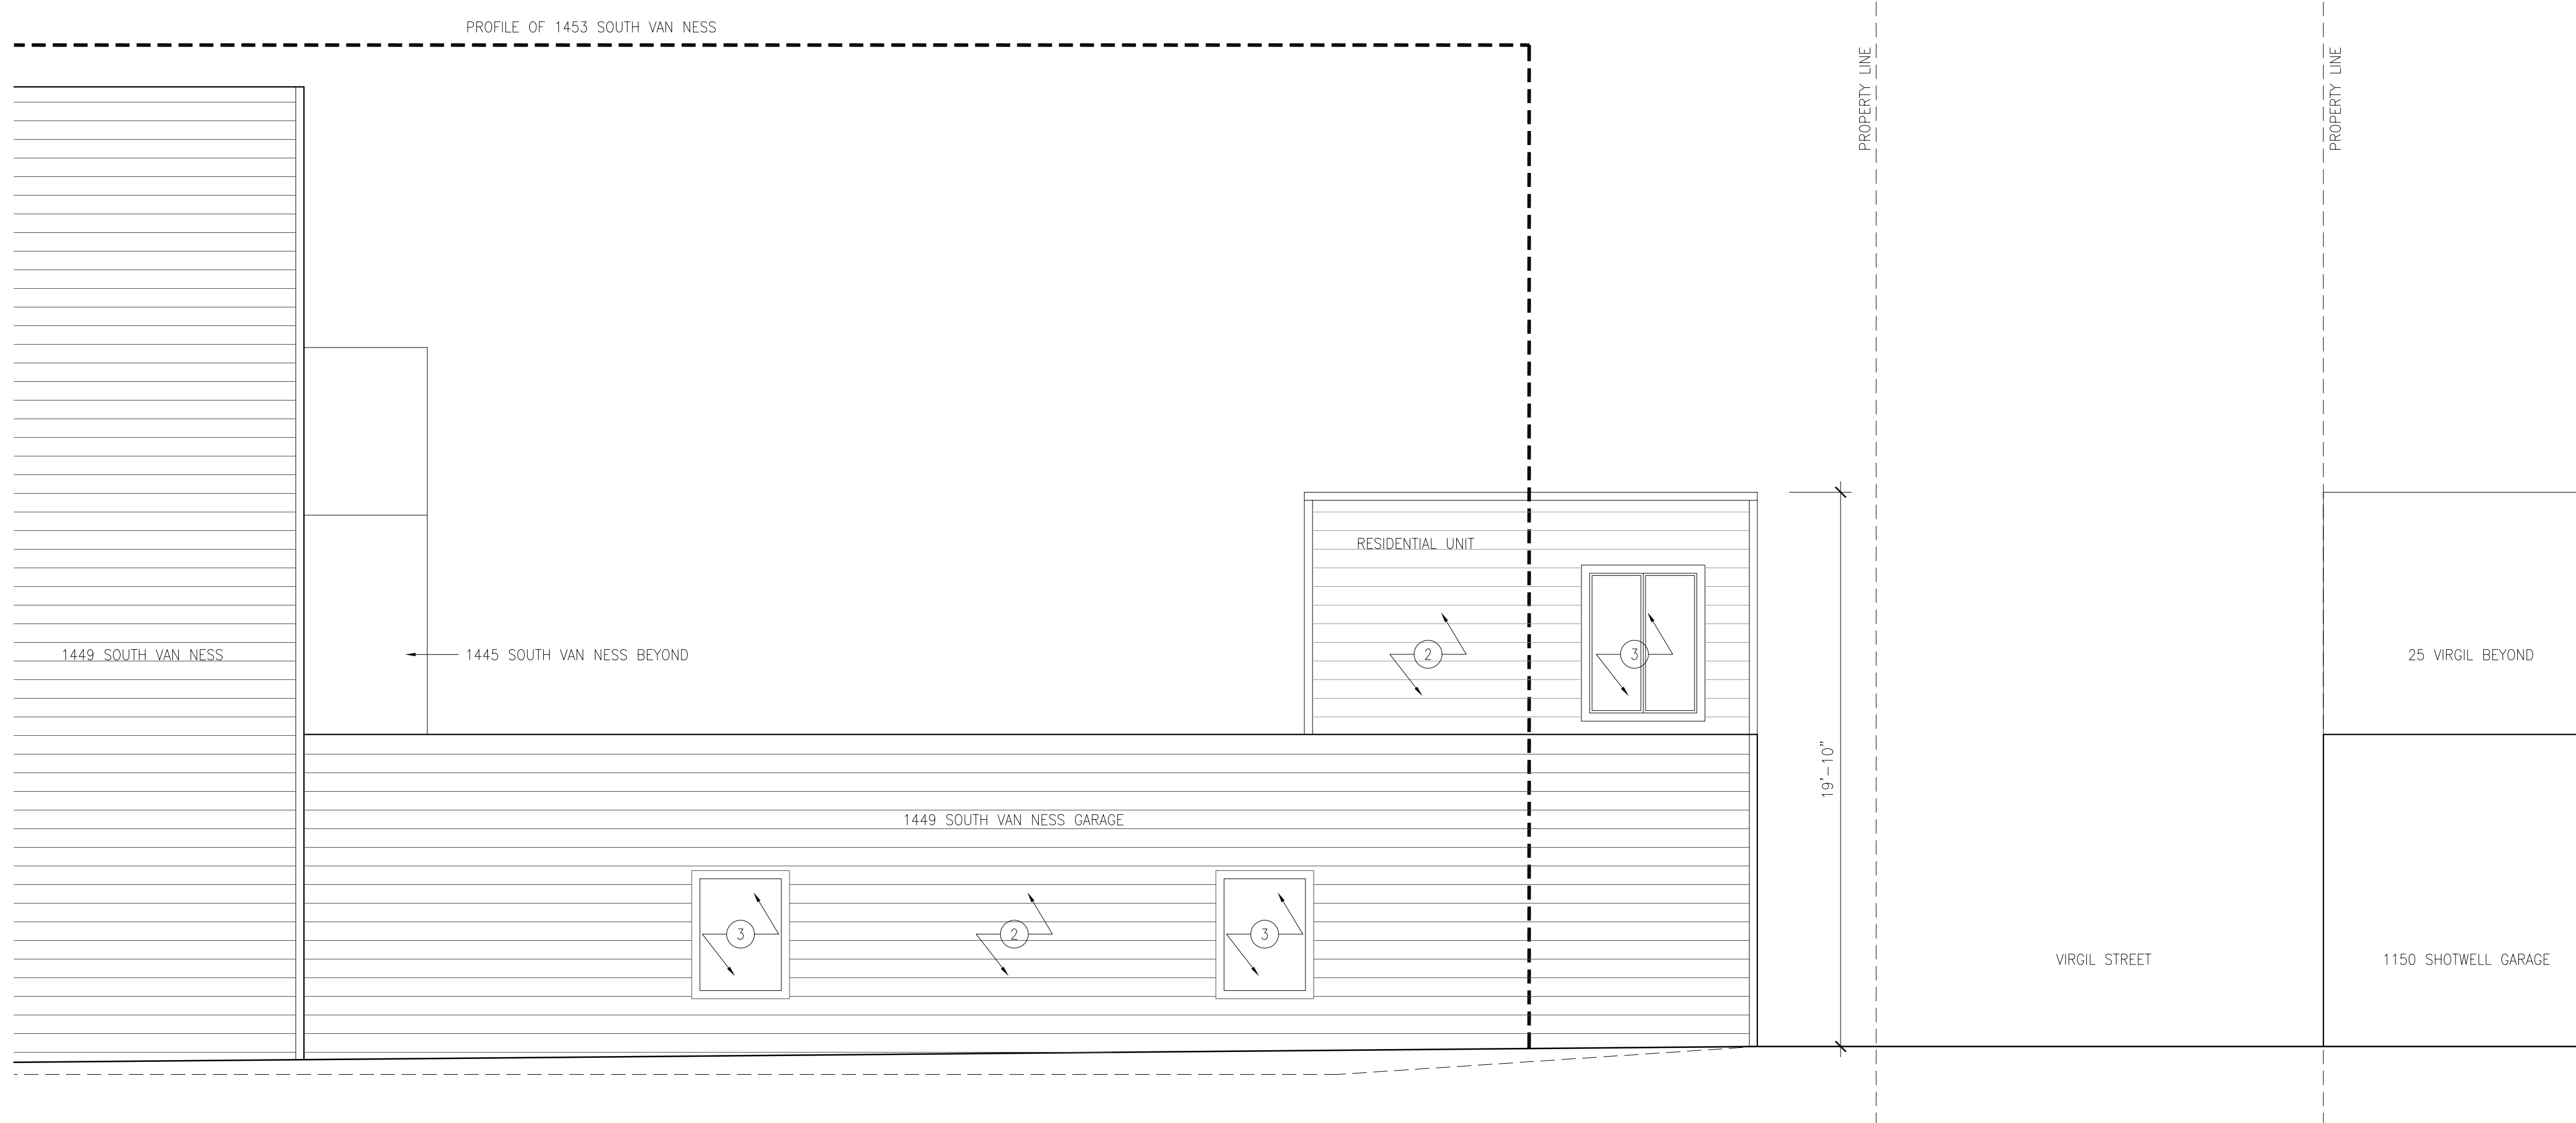 PROFILE OF 1453 SOUTH VAN NESS
PROPERTY LINE
PROPERTY LINE
RESIDENTIAL UNIT
1449 SOUTH VAN NESS
1445 SOUTH VAN NESS BEYOND
2
3
25 VIRGIL BEYOND
19'-10"
1449 SOUTH VAN NESS GARAGE
3
2
3
VIRGIL STREET
1150 SHOTWELL GARAGE